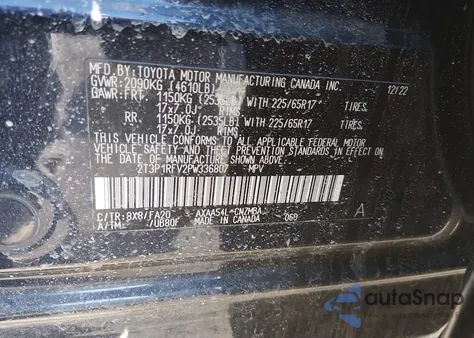 MFD.BY: TOYOTA MOTOR MANUFACTURING CANADA INC.
GVWR: 2090KG (4610LB) 12/22
GAWR: FRT. 1150KG (2535LB) WITH 225/65R17 TIRES,
17x7.0J RIMS
RR. 1150KG (2535LB) WITH 225/65R17 TIRES,
17x7.0J RIMS
THIS VEHICLE CONFORMS TO ALL APPLICABLE FEDERAL MOTOR
VEHICLE SAFETY AND THEFT PREVENTION STANDARDS IN EFFECT
ON THE DATE OF MANUFACTURE SHOWN ABOVE.
2T3P1RFV2PW336807 MPV
C/TR: 8X8/FA20 AXAA54L-CNZMBA A
A/TM: -/UB80F MADE IN CANADA 060
autoSnap